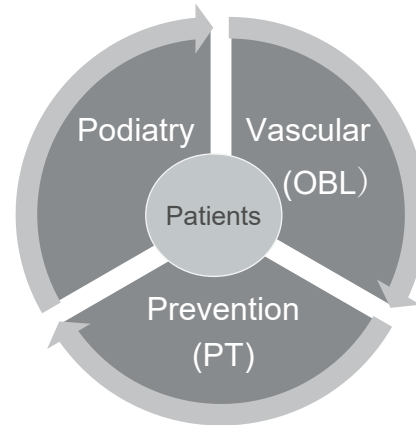 Podiatry
Vascular
(OBL）
Patients
Prevention
(PT)